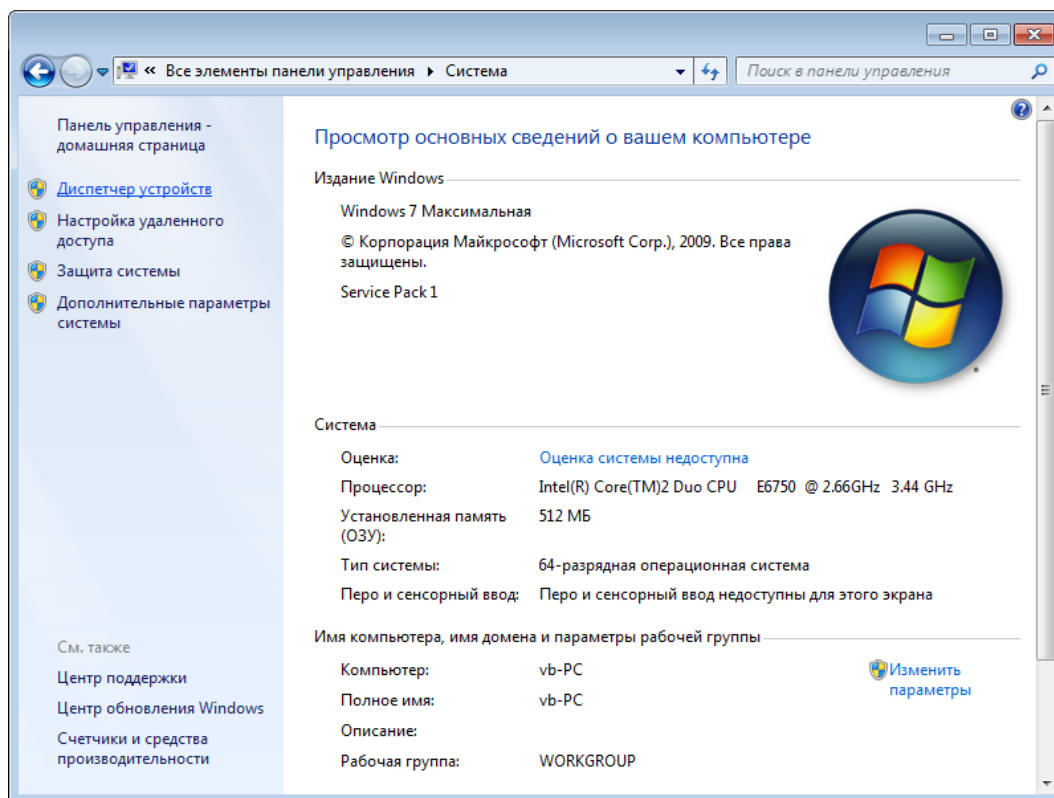 « Все элементы панели управления ▸ Система
Поиск в панели управления
Панель управления -
домашняя страница
Диспетчер устройств
Настройка удаленного
доступа
Защита системы
Дополнительные параметры
системы
См. также
Центр поддержки
Центр обновления Windows
Счетчики и средства
производительности
Просмотр основных сведений о вашем компьютере
Издание Windows
Windows 7 Максимальная
© Корпорация Майкрософт (Microsoft Corp.), 2009. Все права
защищены.
Service Pack 1
Система
Оценка: Оценка системы недоступна
Процессор: Intel(R) Core(TM)2 Duo CPU E6750 @ 2.66GHz 3.44 GHz
Установленная память 512 МБ
(ОЗУ):
Тип системы: 64-разрядная операционная система
Перо и сенсорный ввод: Перо и сенсорный ввод недоступны для этого экрана
Имя компьютера, имя домена и параметры рабочей группы
Компьютер: vb-PC Изменить
параметры
Полное имя: vb-PC
Описание:
Рабочая группа: WORKGROUP